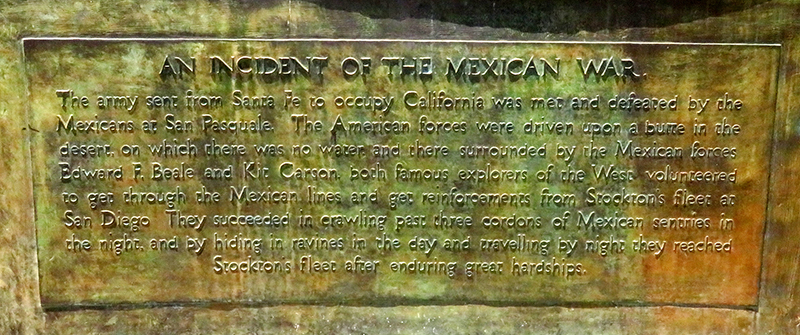 AN INCIDENT OF THE MEXICAN WAR.
The army sent from Santa Fe to occupy California was met and defeated by the
Mexicans at San Pasquale. The American forces were driven upon a butte in the
desert, on which there was no water, and there surrounded by the Mexican forces
Edward F. Beale and Kit Carson, both famous explorers of the West, volunteered
to get through the Mexican lines and get reinforcements from Stockton's fleet at
San Diego They succeeded in crawling past three cordons of Mexican sentries in
the night, and by hiding in ravines in the day and travelling by night they reached
Stockton's fleet after enduring great hardships.